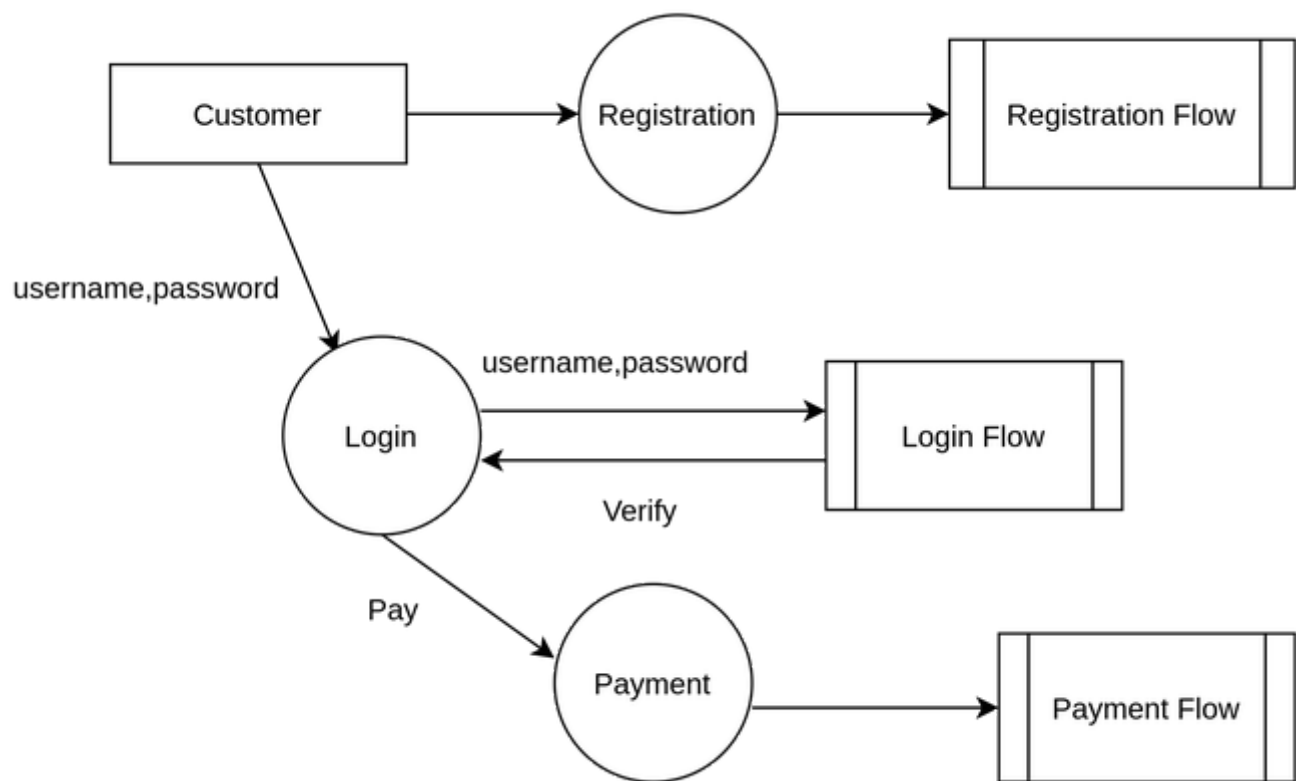 Customer
Registration
Registration Flow
username,password
username,password
Login
Login Flow
Verify
Pay
Payment
Payment Flow